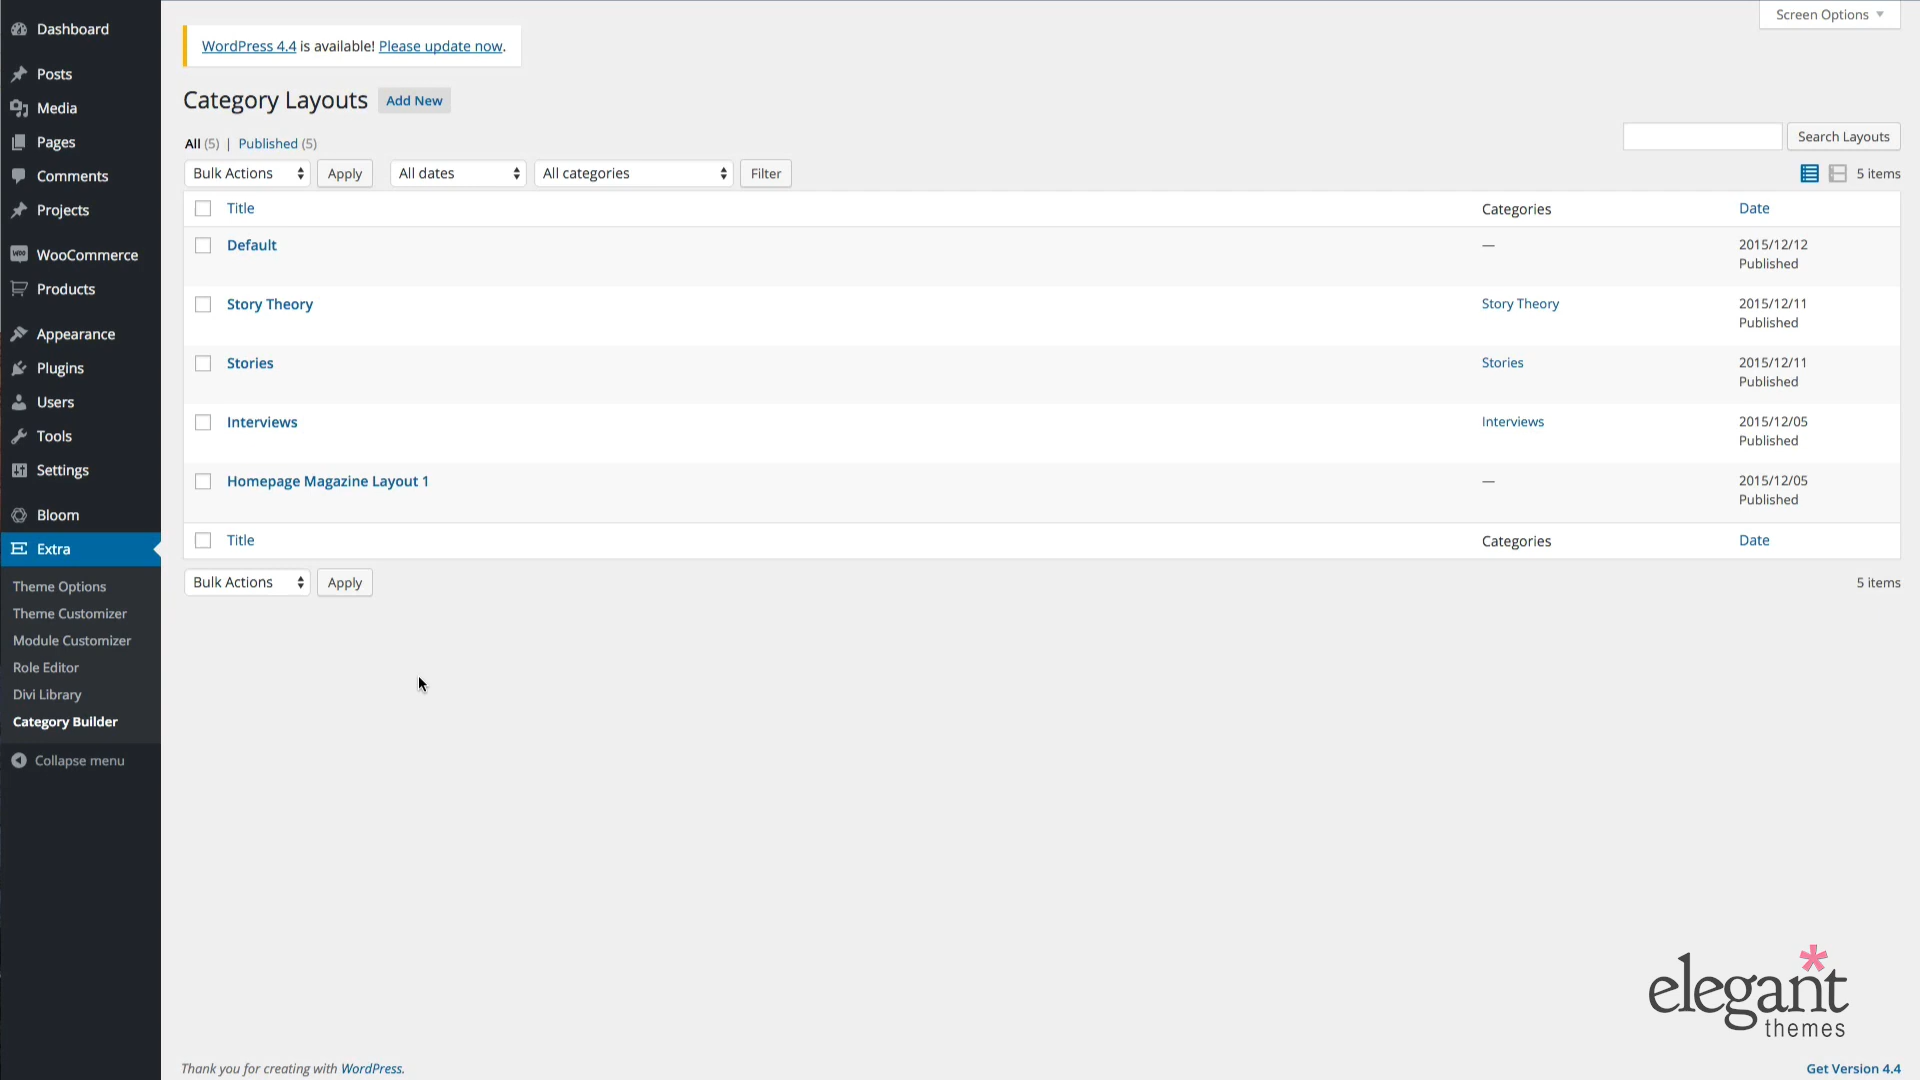 Screen Options
Dashboard
Posts
Media
Pages
Comments
Projects
WooCommerce
Products
Appearance
Plugins
Users
Tools
Settings
Bloom
Extra
Theme Options
Theme Customizer
Module Customizer
Role Editor
Divi Library
Category Builder
Collapse menu
WordPress 4.4 is available! Please update now.
Category Layouts Add New
All (5) | Published (5)
Search Layouts
Bulk Actions Apply All dates All categories Filter 5 items
Title Categories Date
Default — 2015/12/12
Published
Story Theory Story Theory 2015/12/11
Published
Stories Stories 2015/12/11
Published
Interviews Interviews 2015/12/05
Published
Homepage Magazine Layout 1 — 2015/12/05
Published
Title Categories Date
Bulk Actions Apply 5 items
elegant
themes
Thank you for creating with WordPress. Get Version 4.4